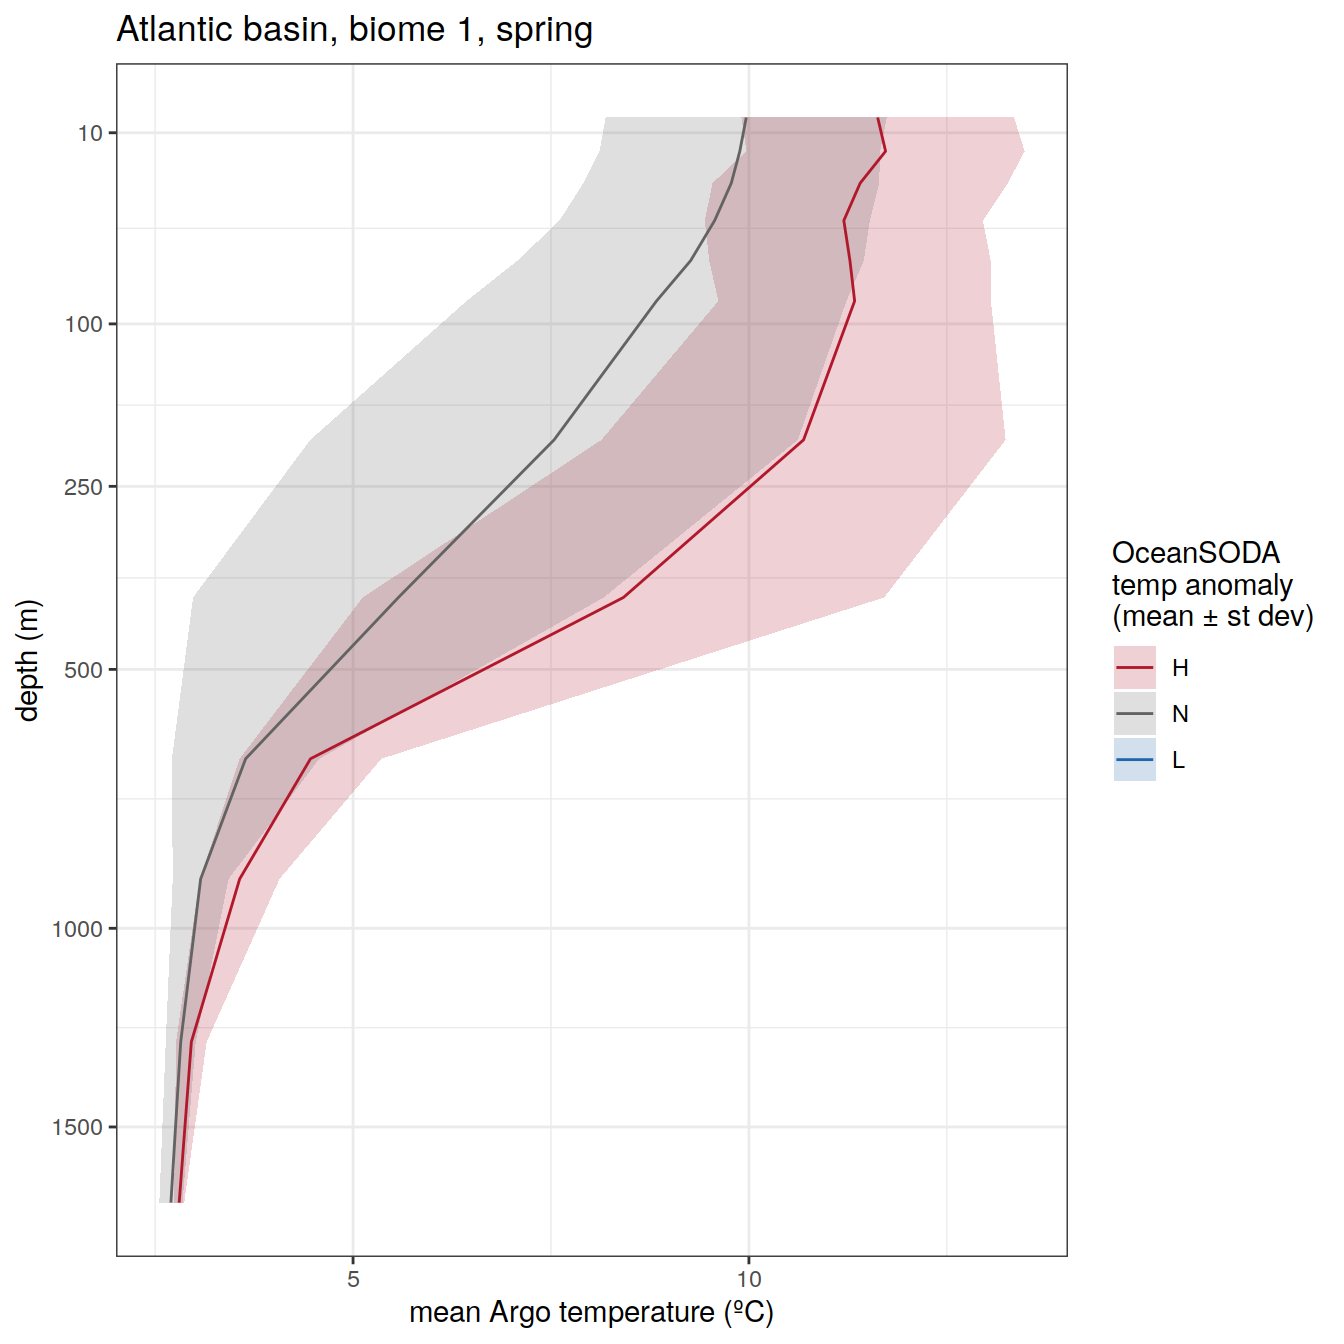 Atlantic basin, biome 1, spring
10
100
250
500
1000
1500
depth (m)
5
10
mean Argo temperature (ºC)
OceanSODA
temp anomaly
(mean ± st dev)
H
N
L